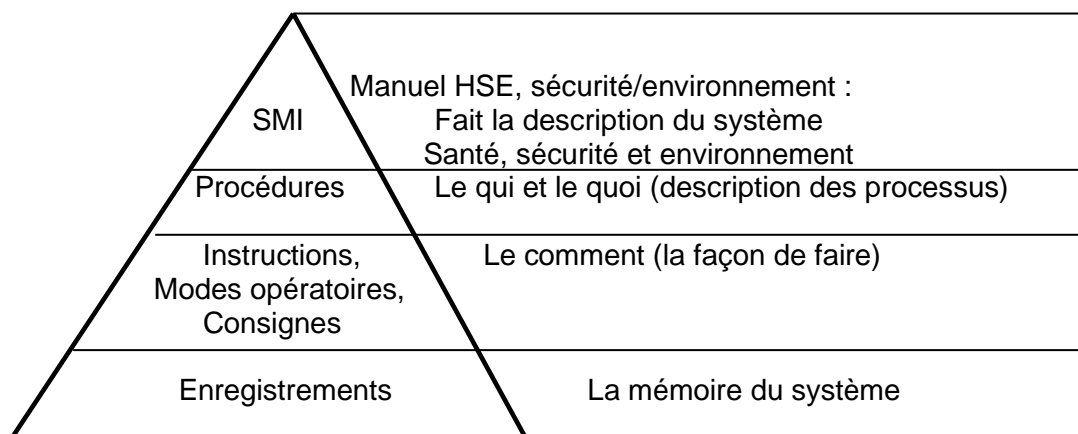 Manuel HSE, sécurité/environnement :
SMI
Fait la description du système
Santé, sécurité et environnement
Procédures
Le qui et le quoi (description des processus)
Instructions,
Modes opératoires,
Consignes
Le comment (la façon de faire)
Enregistrements
La mémoire du système